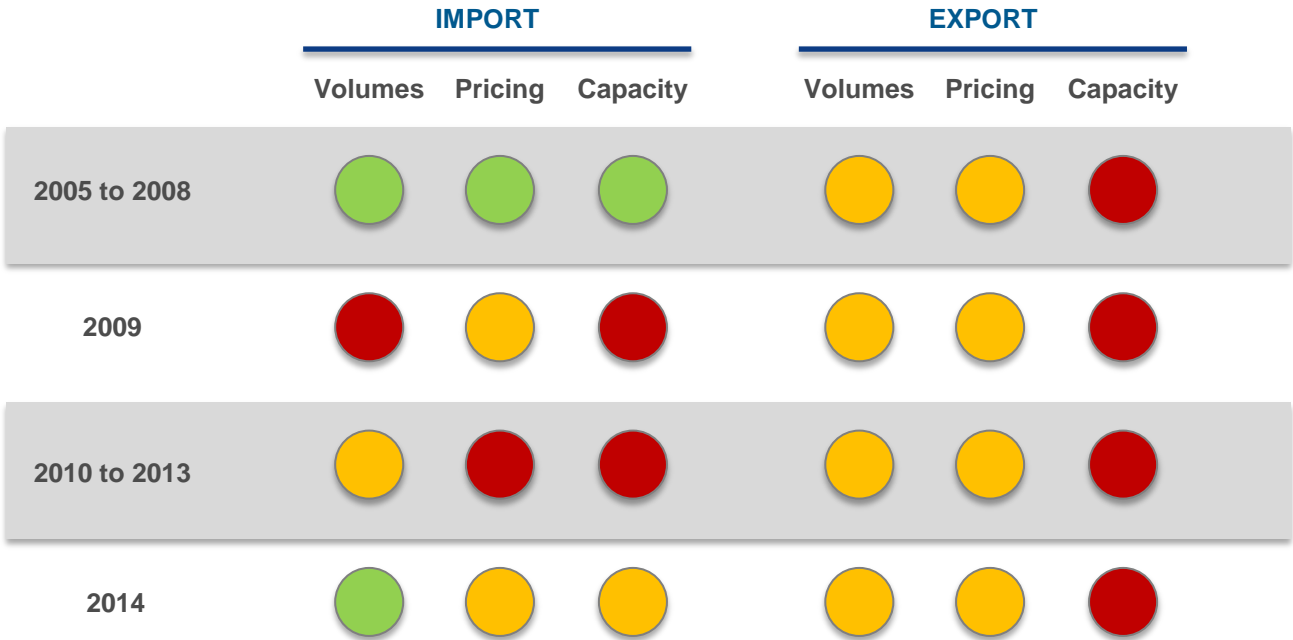 IMPORT EXPORT
Volumes Pricing Capacity Volumes Pricing Capacity
2005 to 2008
2009
2010 to 2013
2014